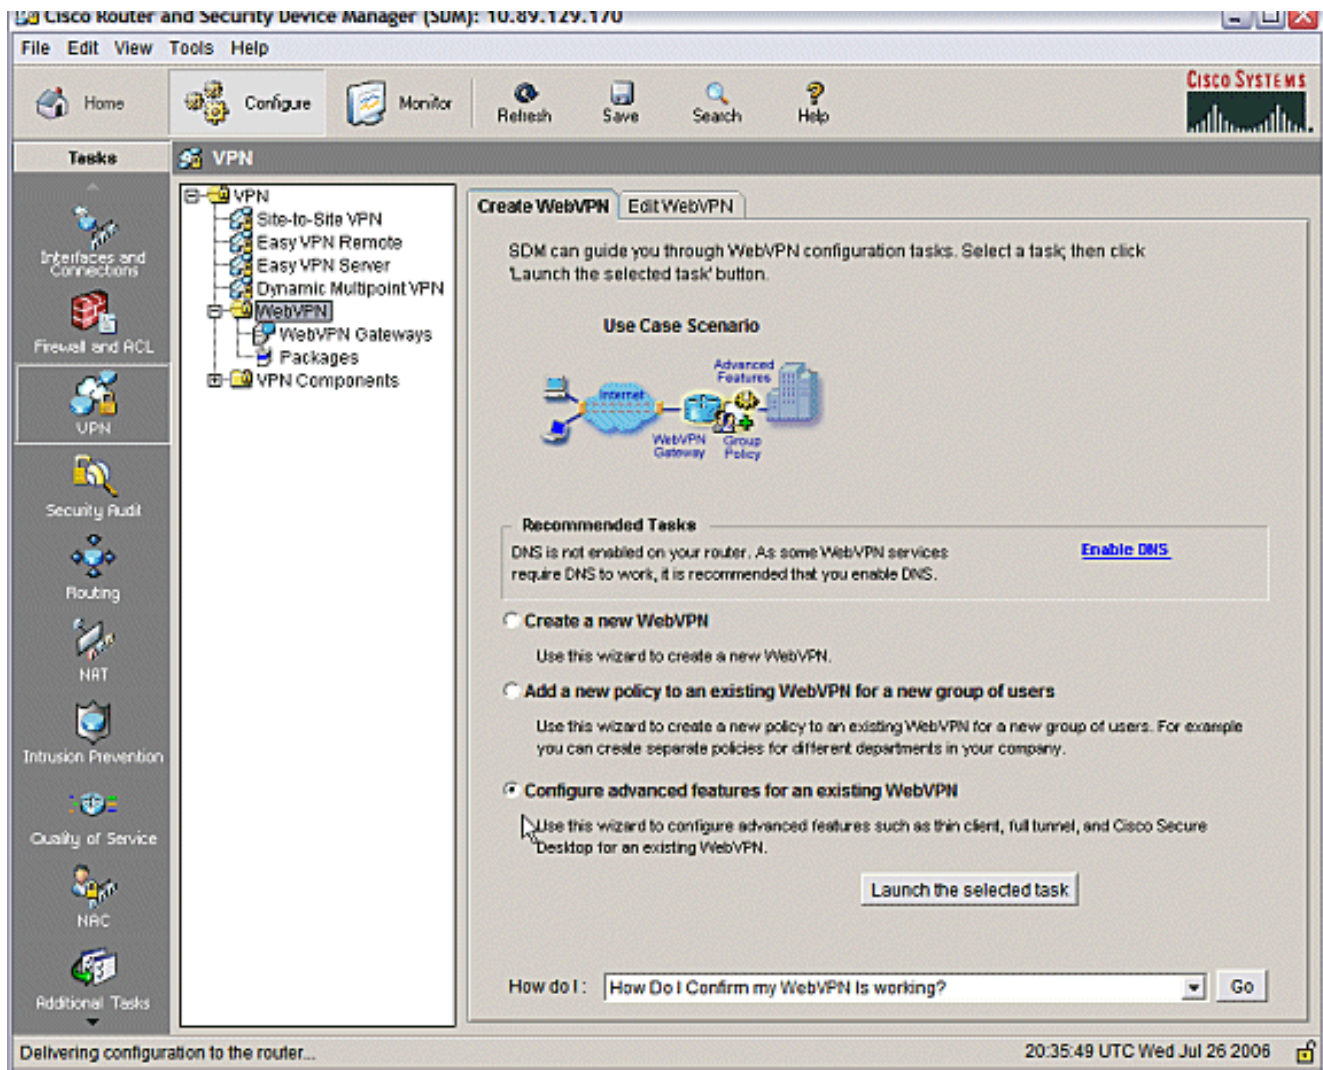 Cisco Router and Security Device Manager (SDM): 10.89.129.170
File Edit View Tools Help
Home
Configure
Monitor
Refresh
Save
Search
Help
CISCO SYSTEMS
Tasks
VPN
Interfaces and
Connections
Firewall and ACL
VPN
Security Audit
Routing
NAT
Intrusion Prevention
Quality of Service
NAC
Additional Tasks
VPN
Site-to-Site VPN
Easy VPN Remote
Easy VPN Server
Dynamic Multipoint VPN
WebVPN
WebVPN Gateways
Packages
VPN Components
Create WebVPN
Edit WebVPN
SDM can guide you through WebVPN configuration tasks. Select a task; then click
'Launch the selected task' button.
Use Case Scenario
Advanced
Features
Internet
WebVPN
Gateway
Group
Policy
Recommended Tasks
DNS is not enabled on your router. As some WebVPN services
require DNS to work, it is recommended that you enable DNS.
Enable DNS
Create a new WebVPN
Use this wizard to create a new WebVPN.
Add a new policy to an existing WebVPN for a new group of users
Use this wizard to create a new policy to an existing WebVPN for a new group of users. For example
you can create separate policies for different departments in your company.
Configure advanced features for an existing WebVPN
Use this wizard to configure advanced features such as thin client, full tunnel, and Cisco Secure
Desktop for an existing WebVPN.
Launch the selected task
How do I :
How Do I Confirm my WebVPN Is working?
Go
Delivering configuration to the router...
20:35:49 UTC Wed Jul 26 2006